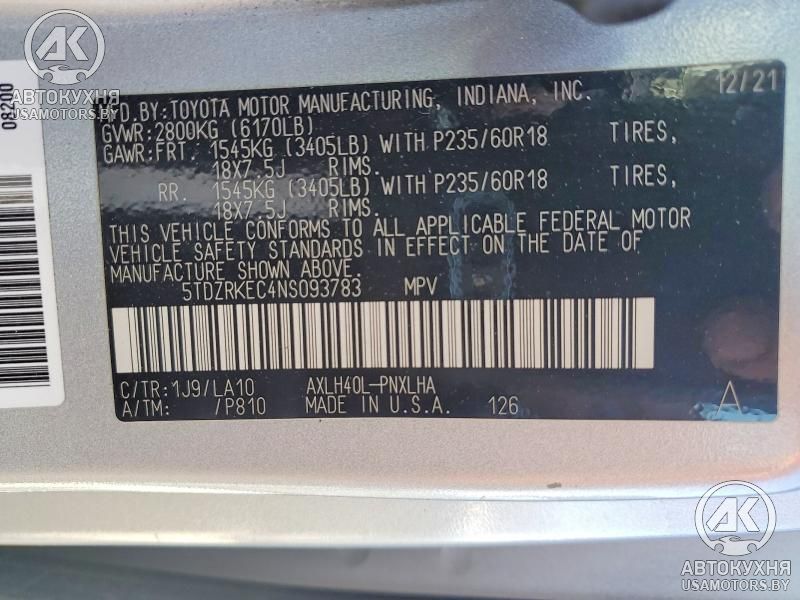 АК
АВТОКУХНЯ
USAMOTORS.BY
08200
12/21
MFD.BY:TOYOTA MOTOR MANUFACTURING, INDIANA, INC.
GVWR:2800KG (6170LB)
GAWR:FRT. 1545KG (3405LB) WITH P235/60R18 TIRES,
18X7.5J RIMS.
RR. 1545KG (3405LB) WITH P235/60R18 TIRES,
18X7.5J RIMS.
THIS VEHICLE CONFORMS TO ALL APPLICABLE FEDERAL MOTOR
VEHICLE SAFETY STANDARDS IN EFFECT ON THE DATE OF
MANUFACTURE SHOWN ABOVE.
5TDZRKEC4NS093783 MPV
C/TR:1J9/LA10 AXLH40L-PNXLHA
A/TM: /P810 MADE IN U.S.A. 126
A
АК
АВТОКУХНЯ
USAMOTORS.BY